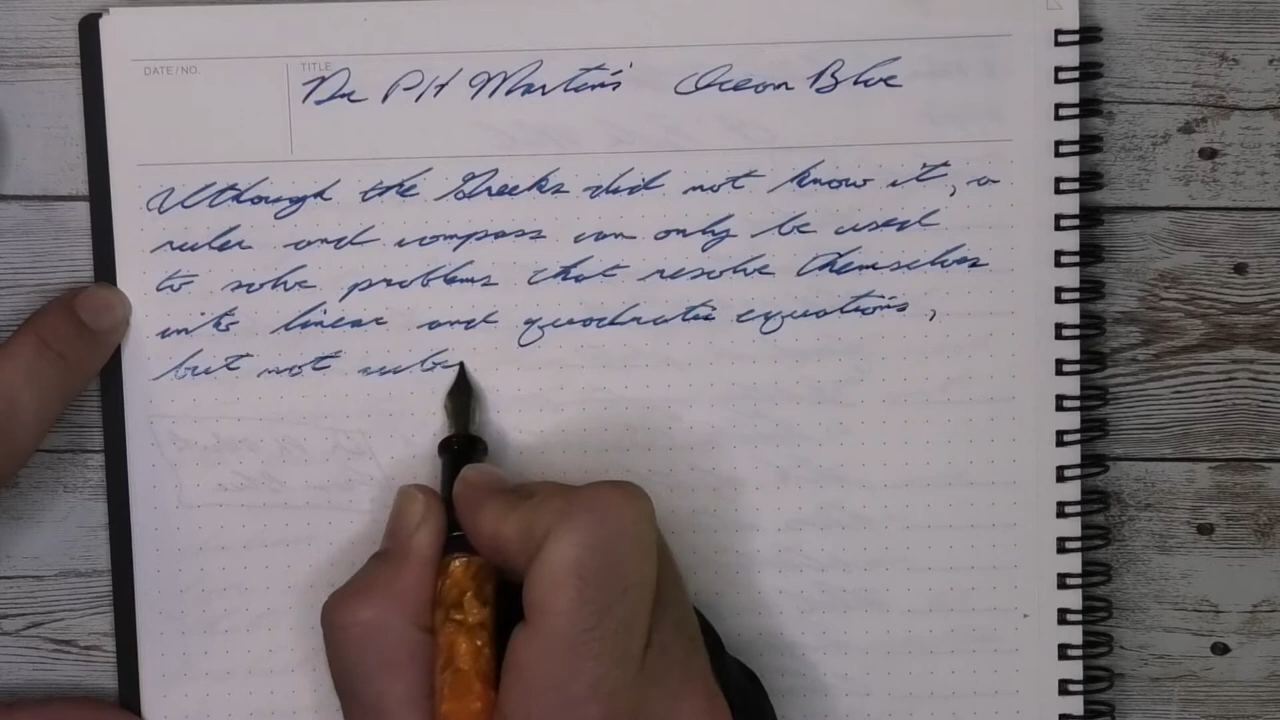 DATE/NO.
TITLE
Dr PH Martin's Ocean Blue
Although the Greeks did not know it, a
ruler and compass can only be used
to solve problems that resolve themselves
into linear and quadratic equations,
but not cube